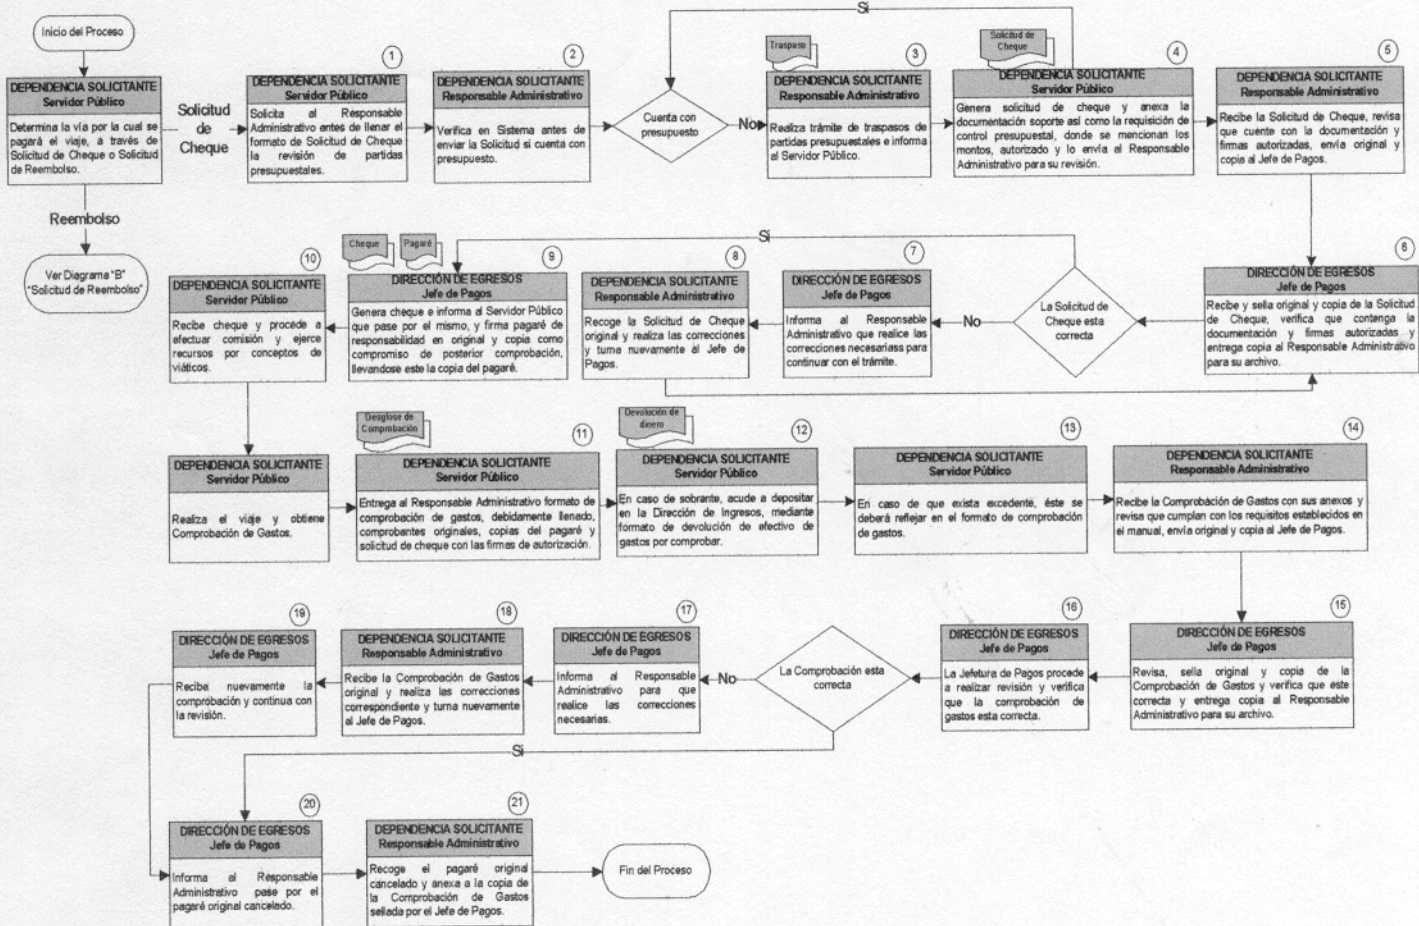 Inicio del Proceso
DEPENDENCIA SOLICITANTE
Servidor Público
Determina la vía por la cual se
pagará el viaje, a través de
Solicitud de Cheque o Solicitud
de Reembolso.
Solicitud
de
Cheque
Reembolso
Ver Diagrama "B"
"Solicitud de Reembolso"
1
DEPENDENCIA SOLICITANTE
Servidor Público
Solicita al Responsable
Administrativo antes de llenar el
formato de Solicitud de Cheque
la revisión de partidas
presupuestales.
2
DEPENDENCIA SOLICITANTE
Responsable Administrativo
Verifica en Sistema antes de
enviar la Solicitud si cuenta con
presupuesto.
Cuenta con
presupuesto
Si
No
Traspaso
3
DEPENDENCIA SOLICITANTE
Responsable Administrativo
Realiza trámite de traspasos de
partidas presupuestales e informa
al Servidor Público.
Solicitud de
Cheque
4
DEPENDENCIA SOLICITANTE
Servidor Público
Genera solicitud de cheque y anexa la
documentación soporte así como la requisición de
control presupuestal, donde se mencionan los
montos, autorizado y lo envía al Responsable
Administrativo para su revisión.
5
DEPENDENCIA SOLICITANTE
Responsable Administrativo
Recibe la Solicitud de Cheque, revisa
que cuente con la documentación y
firmas autorizadas, envía original y
copia al Jefe de Pagos.
6
DIRECCIÓN DE EGRESOS
Jefe de Pagos
Recibe y sella original y copia de la Solicitud
de Cheque, verifica que contenga la
documentación y firmas autorizadas y
entrega copia al Responsable Administrativo
para su archivo.
La Solicitud de
Cheque esta
correcta
Si
No
7
DIRECCIÓN DE EGRESOS
Jefe de Pagos
Informa al Responsable
Administrativo que realice las
correcciones necesariass para
continuar con el trámite.
8
DEPENDENCIA SOLICITANTE
Responsable Administrativo
Recoge la Solicitud de Cheque
original y realiza las correcciones
y turna nuevamente al Jefe de
Pagos.
Cheque
Pagaré
9
DIRECCIÓN DE EGRESOS
Jefe de Pagos
Genera cheque e informa al Servidor Público
que pase por el mismo, y firma pagaré de
responsabilidad en original y copia como
compromiso de posterior comprobación,
llevandose este la copia del pagaré.
10
DEPENDENCIA SOLICITANTE
Servidor Público
Recibe cheque y procede a
efectuar comisión y ejerce
recursos por conceptos de
viáticos.
DEPENDENCIA SOLICITANTE
Servidor Público
Realiza el viaje y obtiene
Comprobación de Gastos.
Desglose de
Comprobación
11
DEPENDENCIA SOLICITANTE
Servidor Público
Entrega al Responsable Administrativo formato de
comprobación de gastos, debidamente llenado,
comprobantes originales, copias del pagaré y
solicitud de cheque con las firmas de autorización.
Devolución de
dinero
12
DEPENDENCIA SOLICITANTE
Servidor Público
En caso de sobrante, acude a depositar
en la Dirección de Ingresos, mediante
formato de devolución de efectivo de
gastos por comprobar.
13
DEPENDENCIA SOLICITANTE
Servidor Público
En caso de que exista excedente, éste se
deberá reflejar en el formato de comprobación
de gastos.
14
DEPENDENCIA SOLICITANTE
Responsable Administrativo
Recibe la Comprobación de Gastos con sus anexos y
revisa que cumplan con los requisitos establecidos en
el manual, envía original y copia al Jefe de Pagos.
15
DIRECCIÓN DE EGRESOS
Jefe de Pagos
Revisa, sella original y copia de la
Comprobación de Gastos y verifica que este
correcta y entrega copia al Responsable
Administrativo para su archivo.
16
DIRECCIÓN DE EGRESOS
Jefe de Pagos
La Jefetura de Pagos procede
a realizar revisión y verifica
que la comprobación de
gastos esta correcta.
La Comprobación esta
correcta
No
Si
17
DIRECCIÓN DE EGRESOS
Jefe de Pagos
Informa al Responsable
Administrativo para que
realice las correcciones
necesarias.
18
DEPENDENCIA SOLICITANTE
Responsable Administrativo
Recibe la Comprobación de Gastos
original y realiza las correcciones
correspondiente y turna nuevamente
al Jefe de Pagos.
19
DIRECCIÓN DE EGRESOS
Jefe de Pagos
Recibe nuevamente la
comprobación y continua con
la revisión.
20
DIRECCIÓN DE EGRESOS
Jefe de Pagos
Informa al Responsable
Administrativo pase por el
pagaré original cancelado.
21
DEPENDENCIA SOLICITANTE
Responsable Administrativo
Recoge el pagaré original
cancelado y anexa a la copia de
la Comprobación de Gastos
sellada por el Jefe de Pagos.
Fin del Proceso